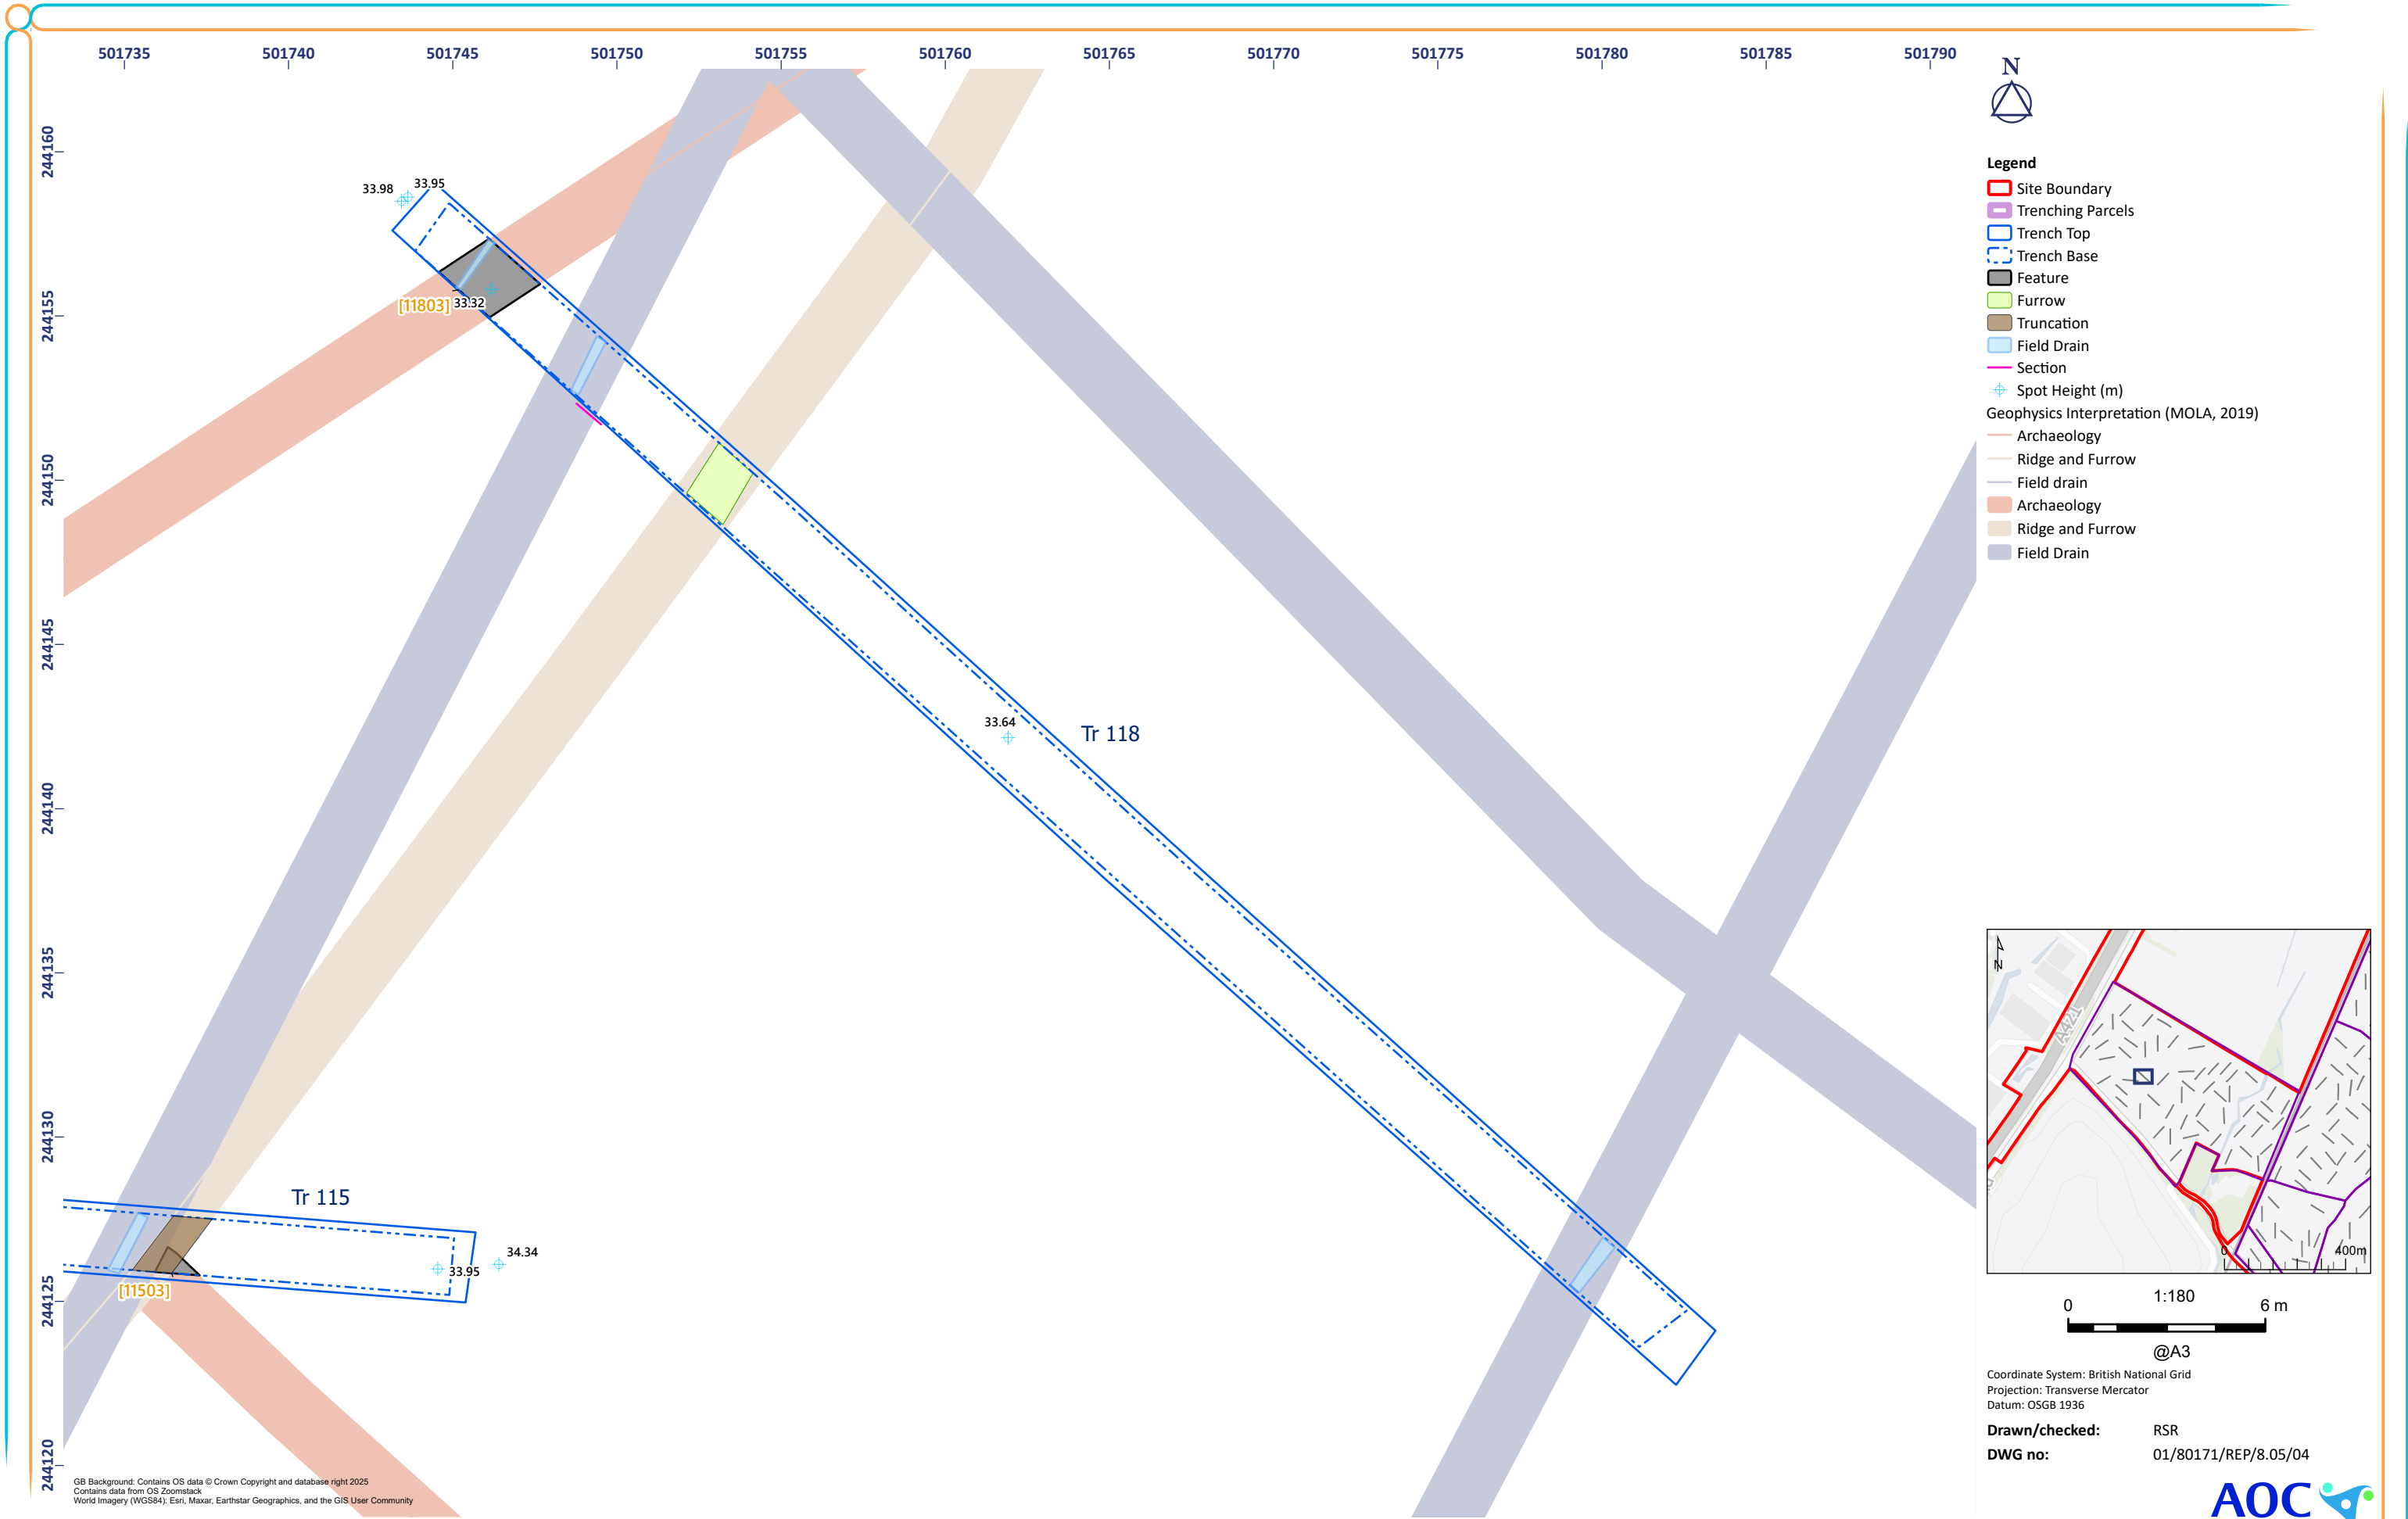 501735 501740 501745 501750 501755 501760 501765 501770 501775 501780 501785 501790
244160
244155
244150
244145
244140
244135
244130
244125
244120
33.98
33.95
[11803]
33.32
33.64
Tr 118
Tr 115
34.34
33.95
[11503]
GB Background: Contains OS data © Crown Copyright and database right 2025
Contains data from OS Zoomstack
World Imagery (WGS84): Esri, Maxar, Earthstar Geographics, and the GIS User Community
N
Legend
Site Boundary
Trenching Parcels
Trench Top
Trench Base
Feature
Furrow
Truncation
Field Drain
Section
Spot Height (m)
Geophysics Interpretation (MOLA, 2019)
Archaeology
Ridge and Furrow
Field drain
Archaeology
Ridge and Furrow
Field Drain
N
A421
0 400m
1:180
0 6 m
@A3
Coordinate System: British National Grid
Projection: Transverse Mercator
Datum: OSGB 1936
Drawn/checked: RSR
DWG no: 01/80171/REP/8.05/04
AOC